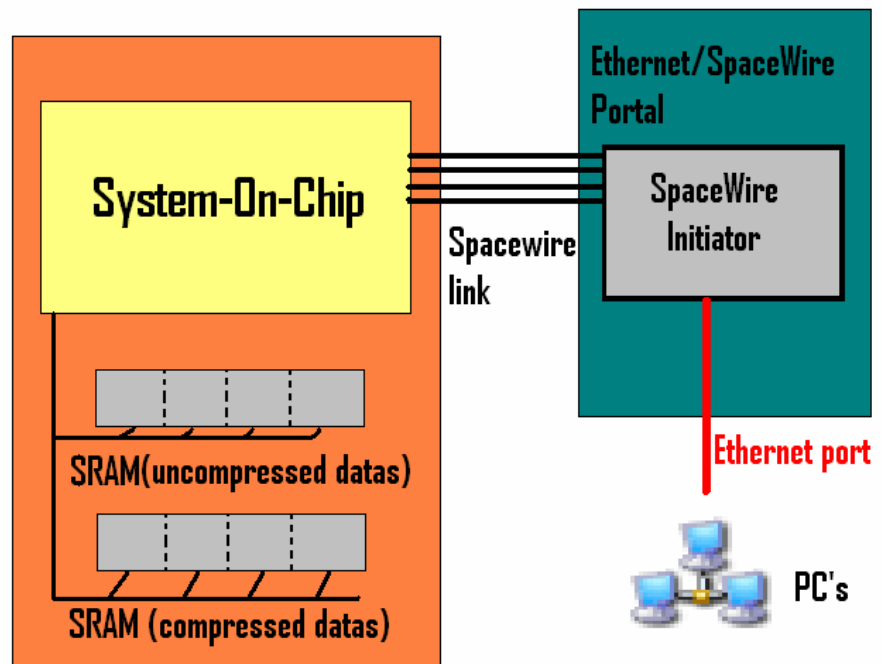 Ethernet/SpaceWire
Portal
System-On-Chip
SpaceWire
Initiator
Spacewire
link
SRAM(uncompressed datas)
Ethernet port
SRAM (compressed datas)
PC's